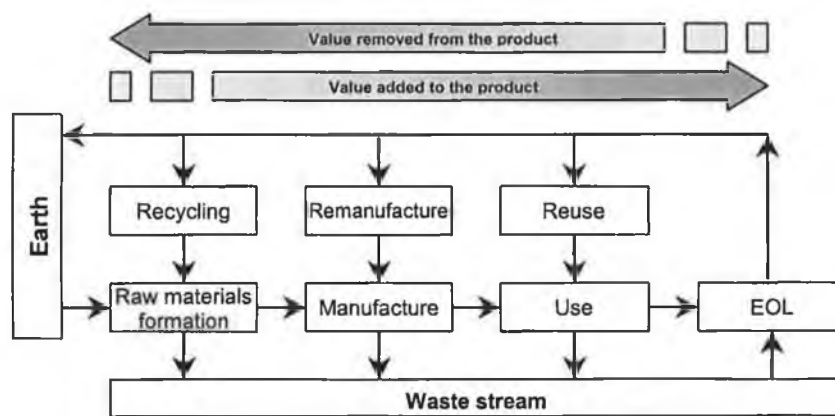 Value removed from the product
Value added to the product
Earth
Recycling
Remanufacture
Reuse
Raw materials
formation
Manufacture
Use
EOL
Waste stream